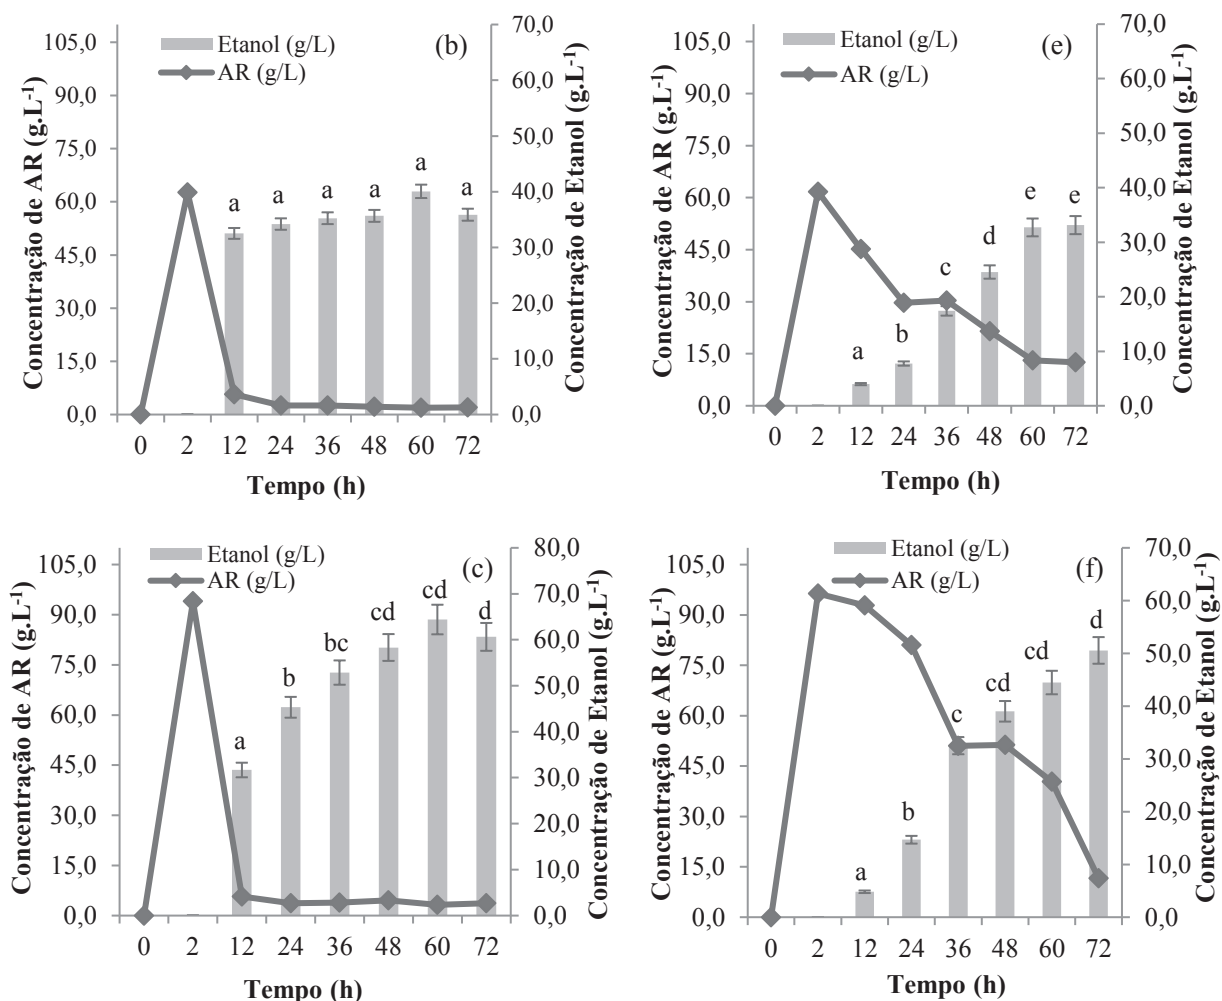 Concentração de AR (g.L-1)
105,0
90,0
75,0
60,0
45,0
30,0
15,0
0,0
Etanol (g/L)
AR (g/L)
(b)
a a a a a a
70,0
60,0
50,0
40,0
30,0
20,0
10,0
0,0
Concentração de Etanol (g.L-1)
0 2 12 24 36 48 60 72
Tempo (h)
Concentração de AR (g.L-1)
105,0
90,0
75,0
60,0
45,0
30,0
15,0
0,0
Etanol (g/L)
AR (g/L)
(e)
a b c d e e
70,0
60,0
50,0
40,0
30,0
20,0
10,0
0,0
Concentração de Etanol (g.L-1)
0 2 12 24 36 48 60 72
Tempo (h)
Concentração de AR (g.L-1)
105,0
90,0
75,0
60,0
45,0
30,0
15,0
0,0
Etanol (g/L)
AR (g/L)
(c)
a b bc cd cd d
80,0
70,0
60,0
50,0
40,0
30,0
20,0
10,0
0,0
Concentração de Etanol (g.L-1)
0 2 12 24 36 48 60 72
Tempo (h)
Concentração de AR (g.L-1)
105,0
90,0
75,0
60,0
45,0
30,0
15,0
0,0
Etanol (g/L)
AR (g/L)
(f)
a b c cd cd d
70,0
60,0
50,0
40,0
30,0
20,0
10,0
0,0
Concentração de Etanol (g.L-1)
0 2 12 24 36 48 60 72
Tempo (h)